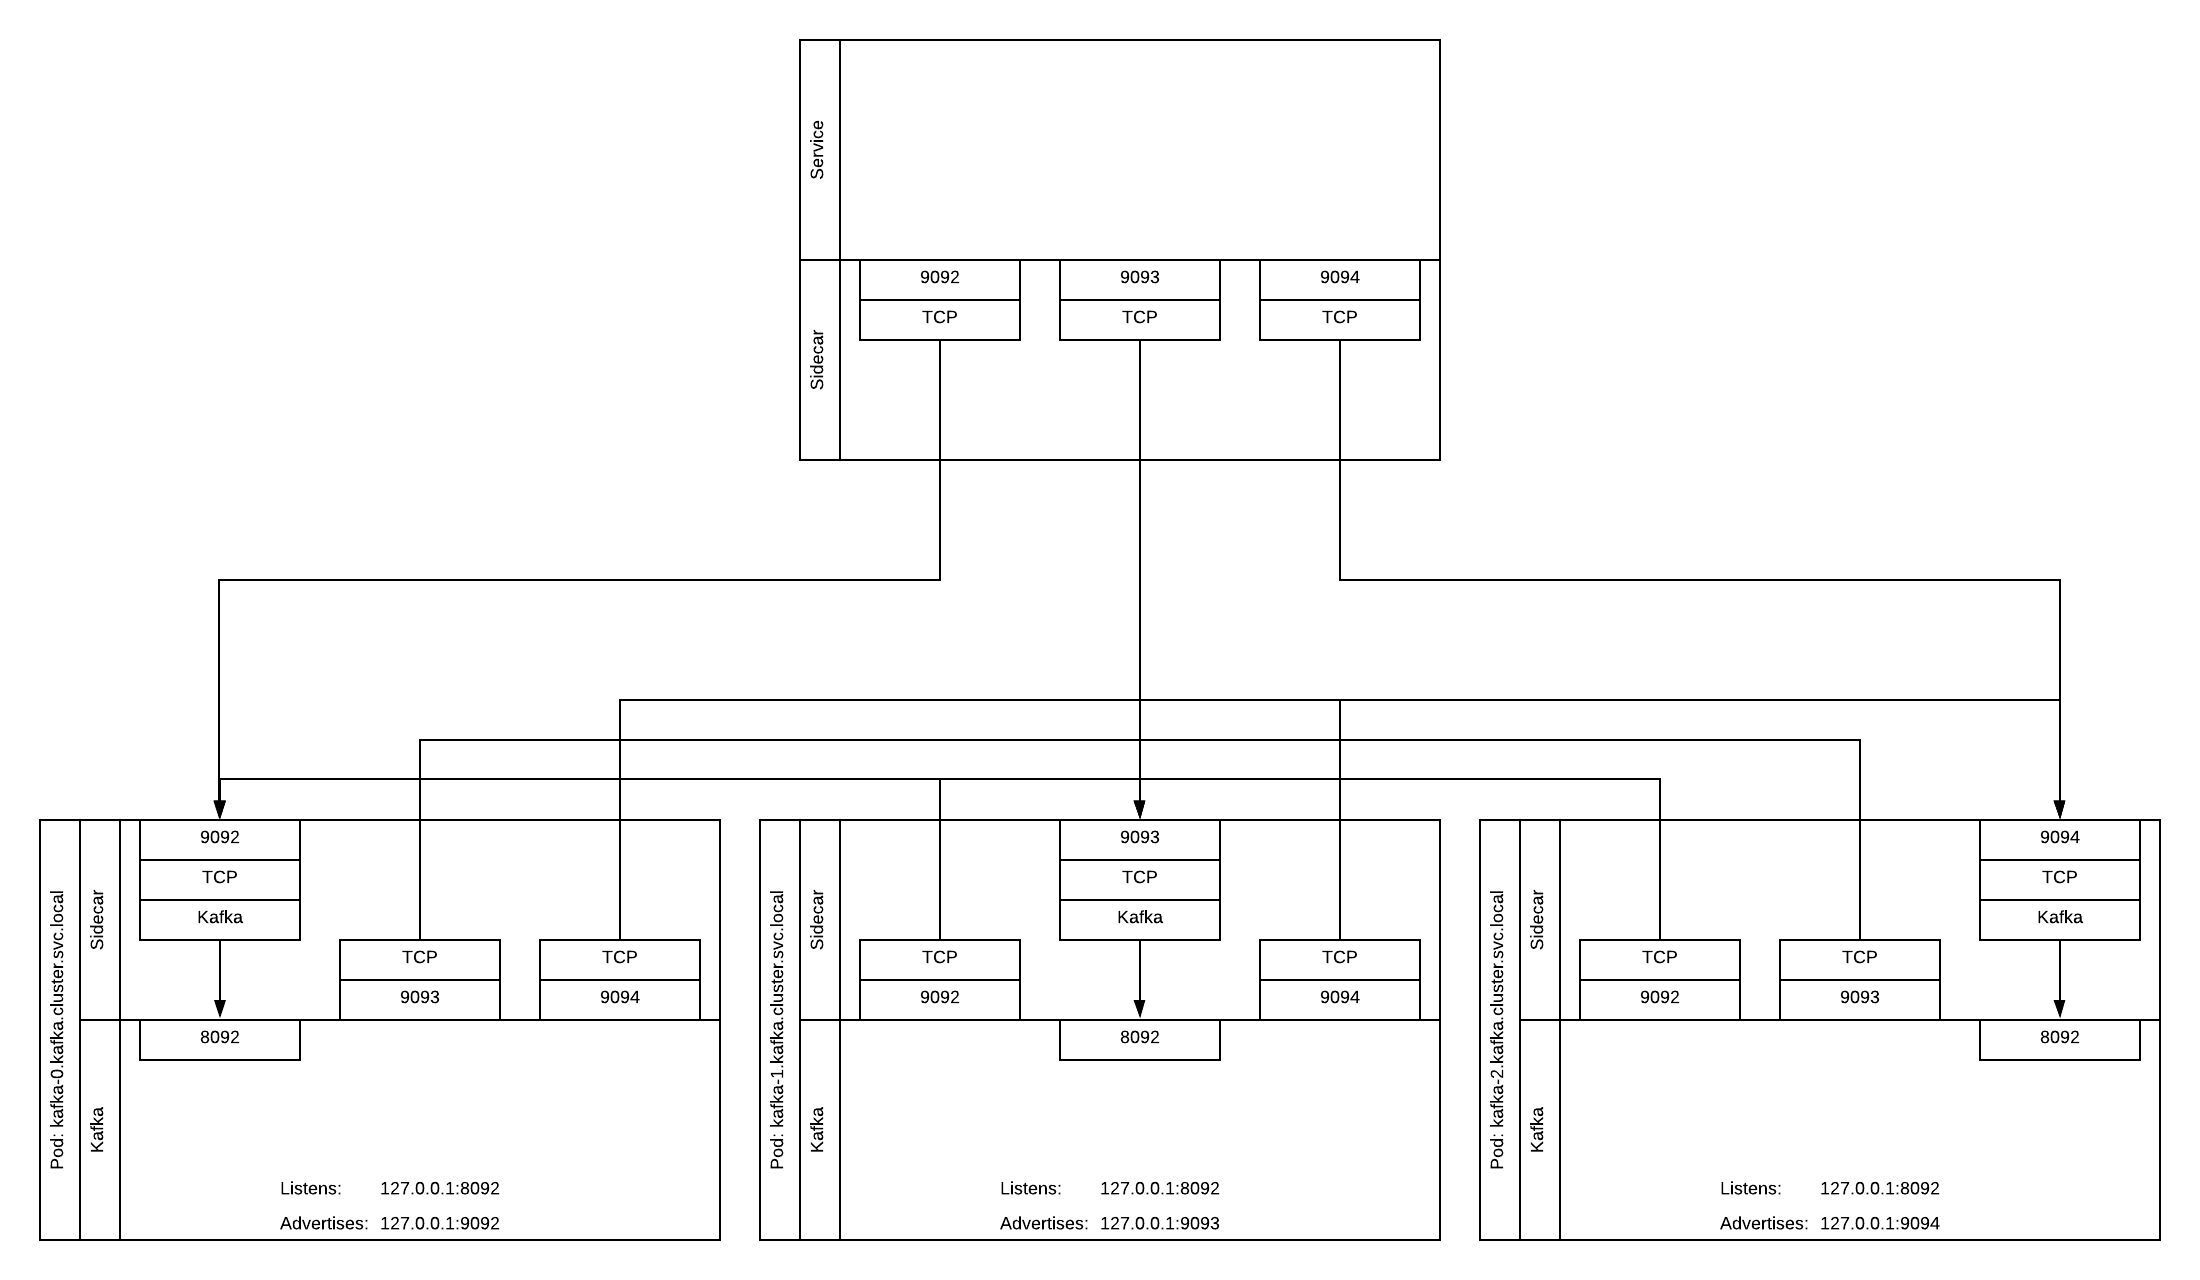 Service
Sidecar
9092
TCP
9093
TCP
9094
TCP
Pod: kafka-0.kafka.cluster.svc.local
Sidecar
9092
TCP
Kafka
TCP
9093
TCP
9094
Kafka
8092
Listens: 127.0.0.1:8092
Advertises: 127.0.0.1:9092
Pod: kafka-1.kafka.cluster.svc.local
Sidecar
9093
TCP
Kafka
TCP
9092
TCP
9094
Kafka
8092
Listens: 127.0.0.1:8092
Advertises: 127.0.0.1:9093
Pod: kafka-2.kafka.cluster.svc.local
Sidecar
9094
TCP
Kafka
TCP
9092
TCP
9093
Kafka
8092
Listens: 127.0.0.1:8092
Advertises: 127.0.0.1:9094